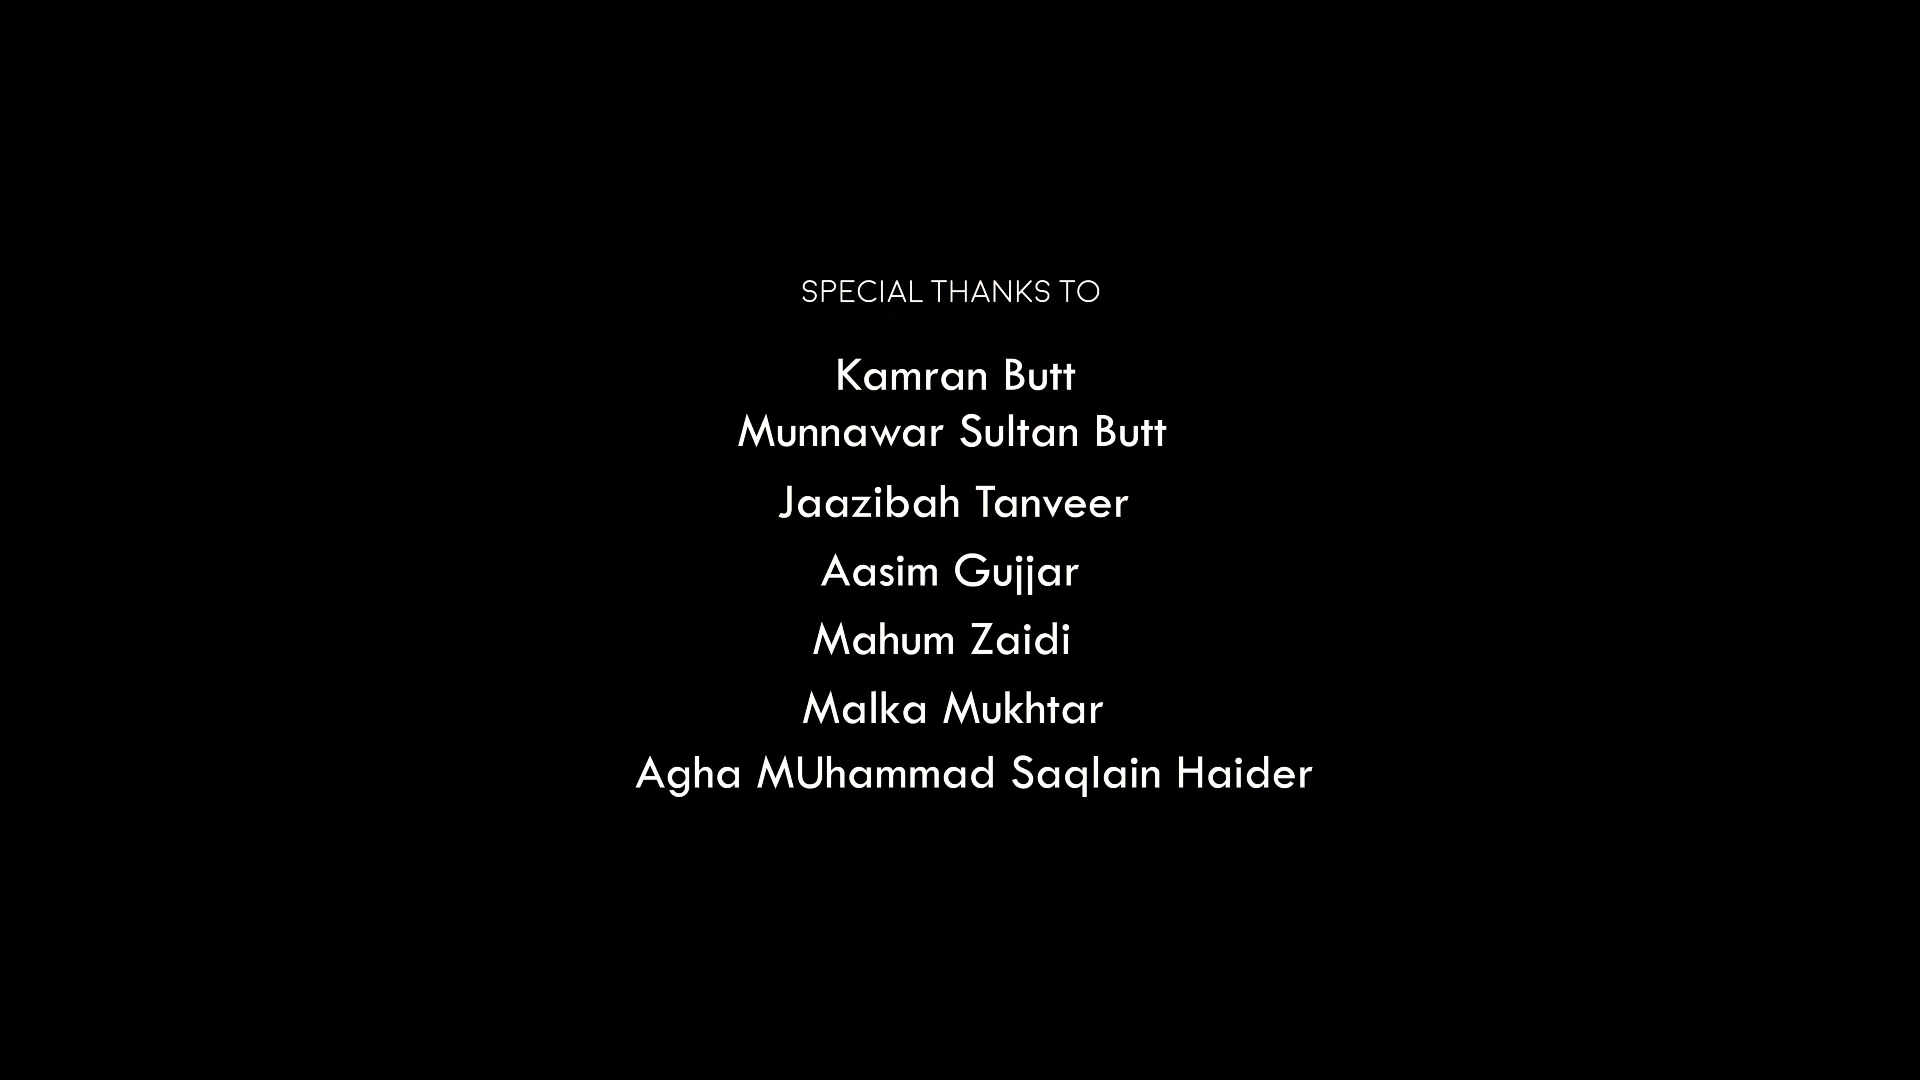 SPECIAL THANKS TO
Kamran Butt
Munnawar Sultan Butt
Jaazibah Tanveer
Aasim Gujjar
Mahum Zaidi
Malka Mukhtar
Agha MUhammad Saqlain Haider